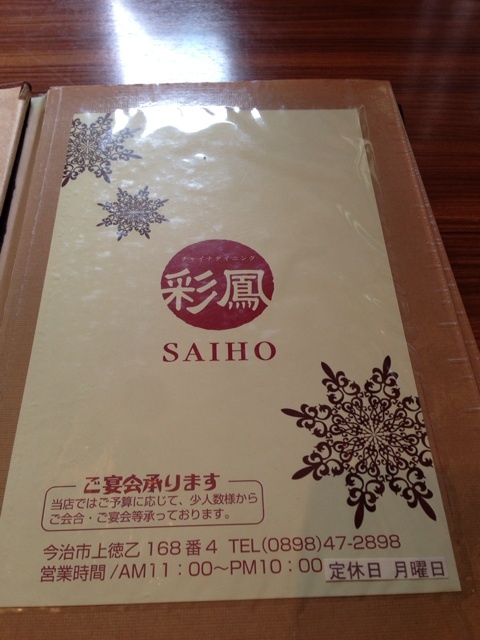 チャイナダイニング
彩鳳
SAIHO
ご宴会承ります
当店ではご予算に応じて、少人数様から
ご会合・ご宴会等承っております。
今治市上徳乙168番4 TEL(0898)47-2898
営業時間/AM11:00〜PM10:00 定休日 月曜日